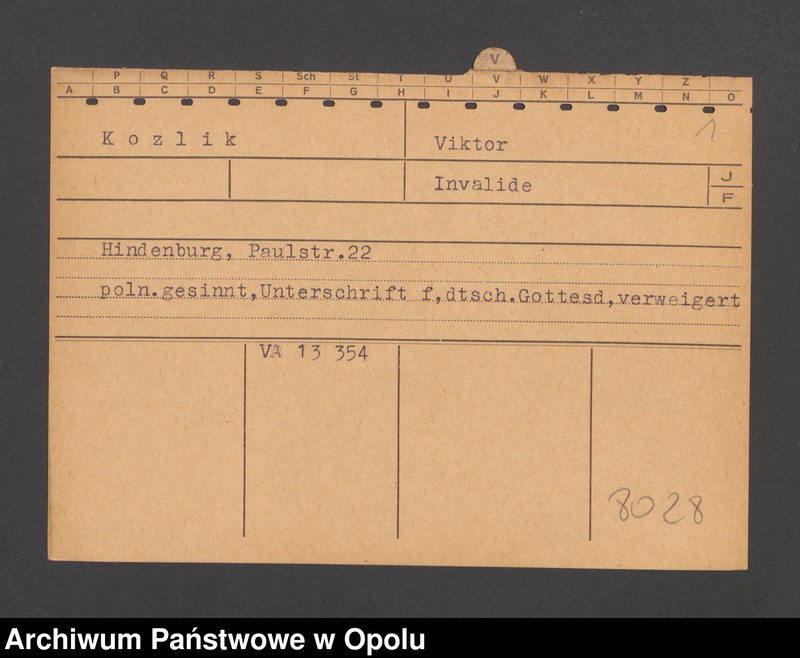 V
P Q R S Sch St T U V W X Y Z
A B C D E F G H I J K L M N O
1
Kozlik Viktor
Invalide J
F
Hindenburg, Paulstr.22
poln.gesinnt,Unterschrift f,dtsch.Gottesd,verweigert
VA 13 354
8028
Archiwum Państwowe w Opolu